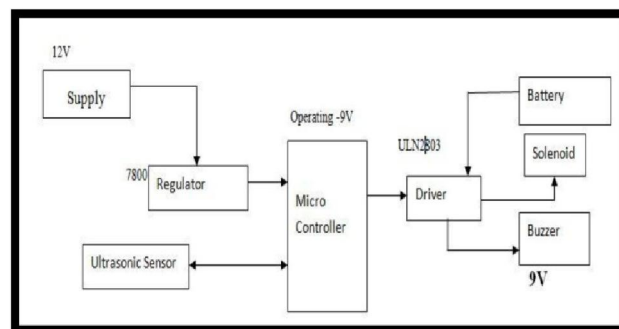 12V
Supply
Operating -9V
7800
Regulator
Ultrasonic Sensor
Micro
Controller
ULN2803
Driver
Battery
Solenoid
Buzzer
9V